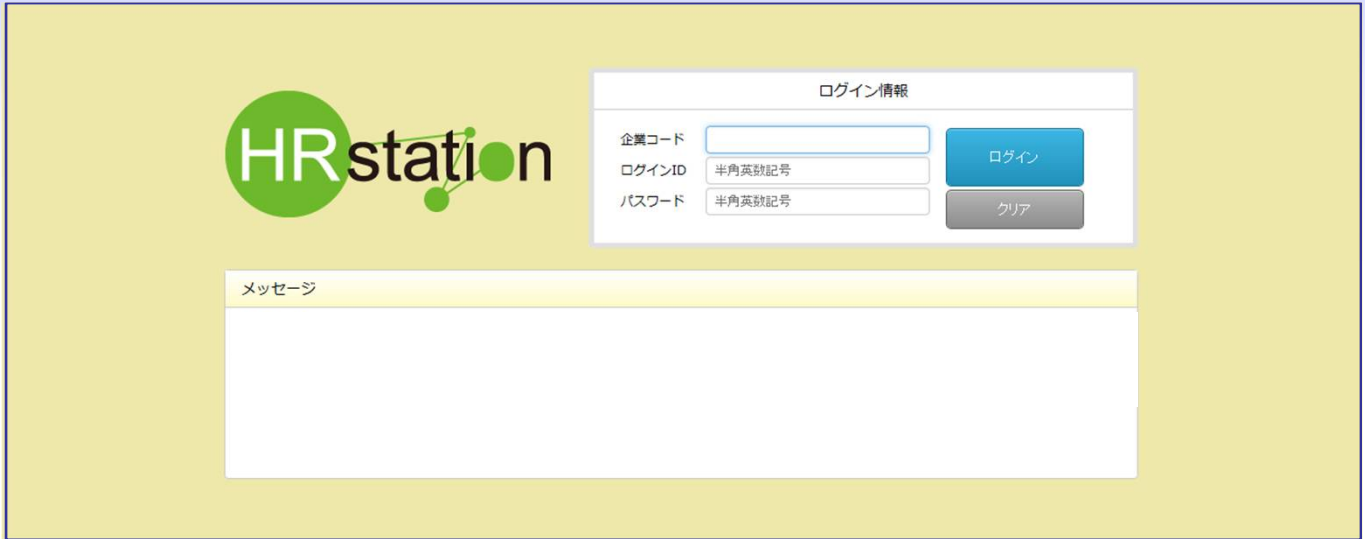 HRstation
ログイン情報
企業コード
ログイン
ログインID 半角英数記号
パスワード 半角英数記号
クリア
メッセージ